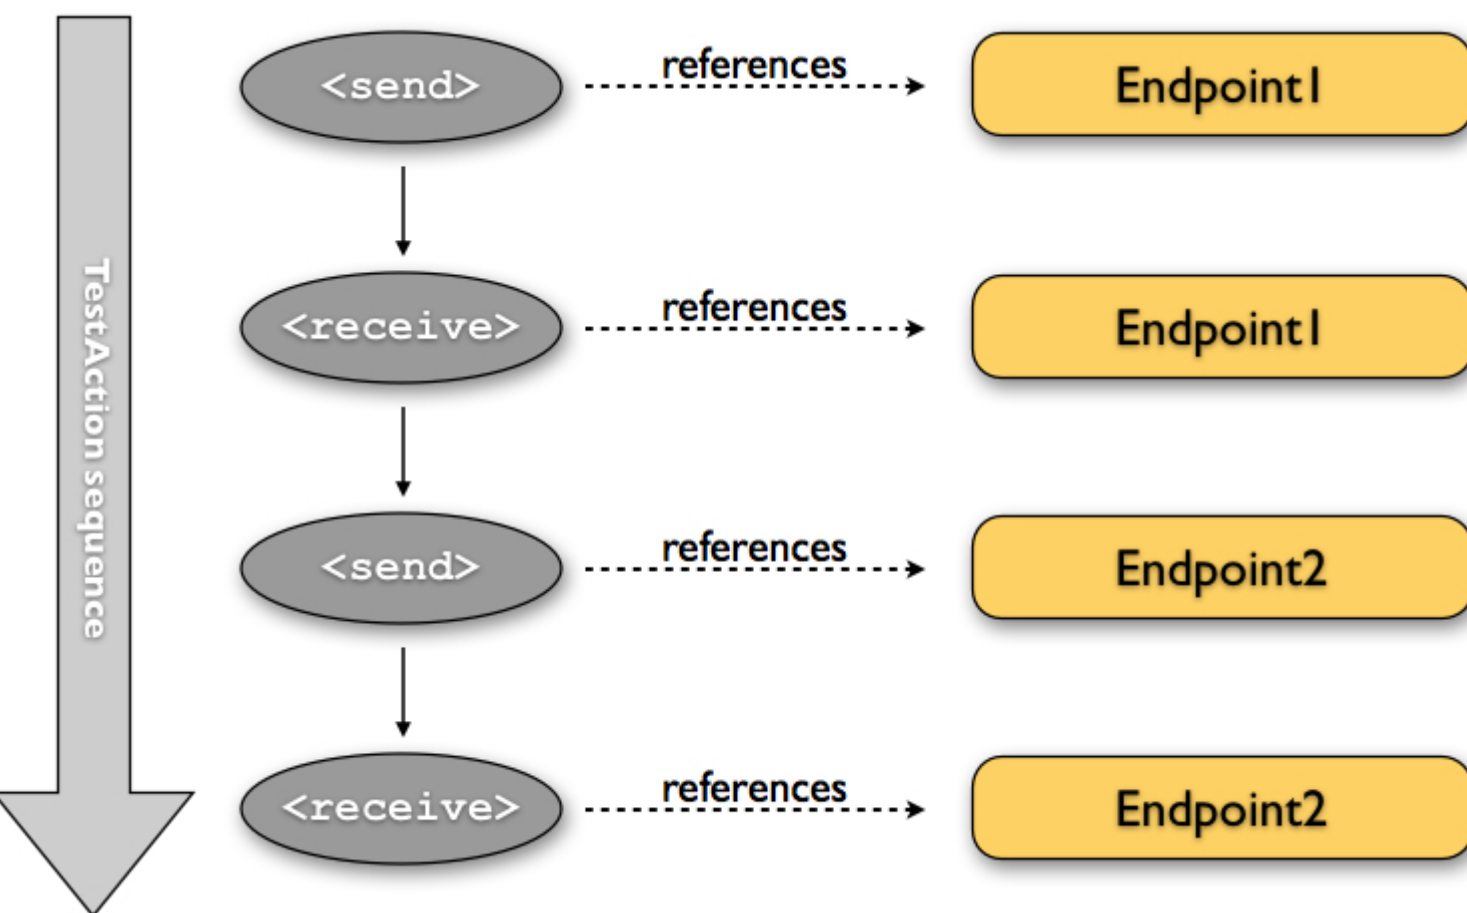 TestAction sequence
<send>
references
Endpoint1
<receive>
references
Endpoint1
<send>
references
Endpoint2
<receive>
references
Endpoint2